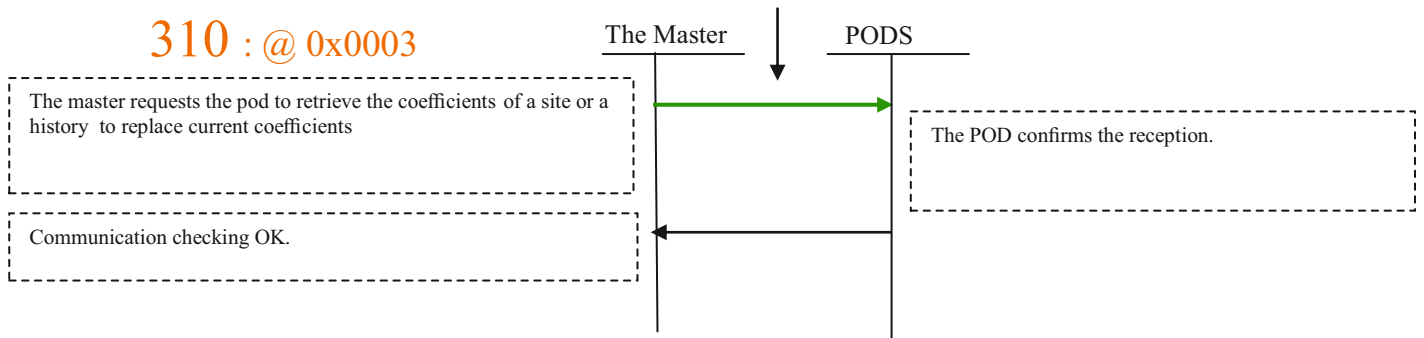 310 : @ 0x0003
The Master
PODS
The master requests the pod to retrieve the coefficients of a site or a
history to replace current coefficients
The POD confirms the reception.
Communication checking OK.